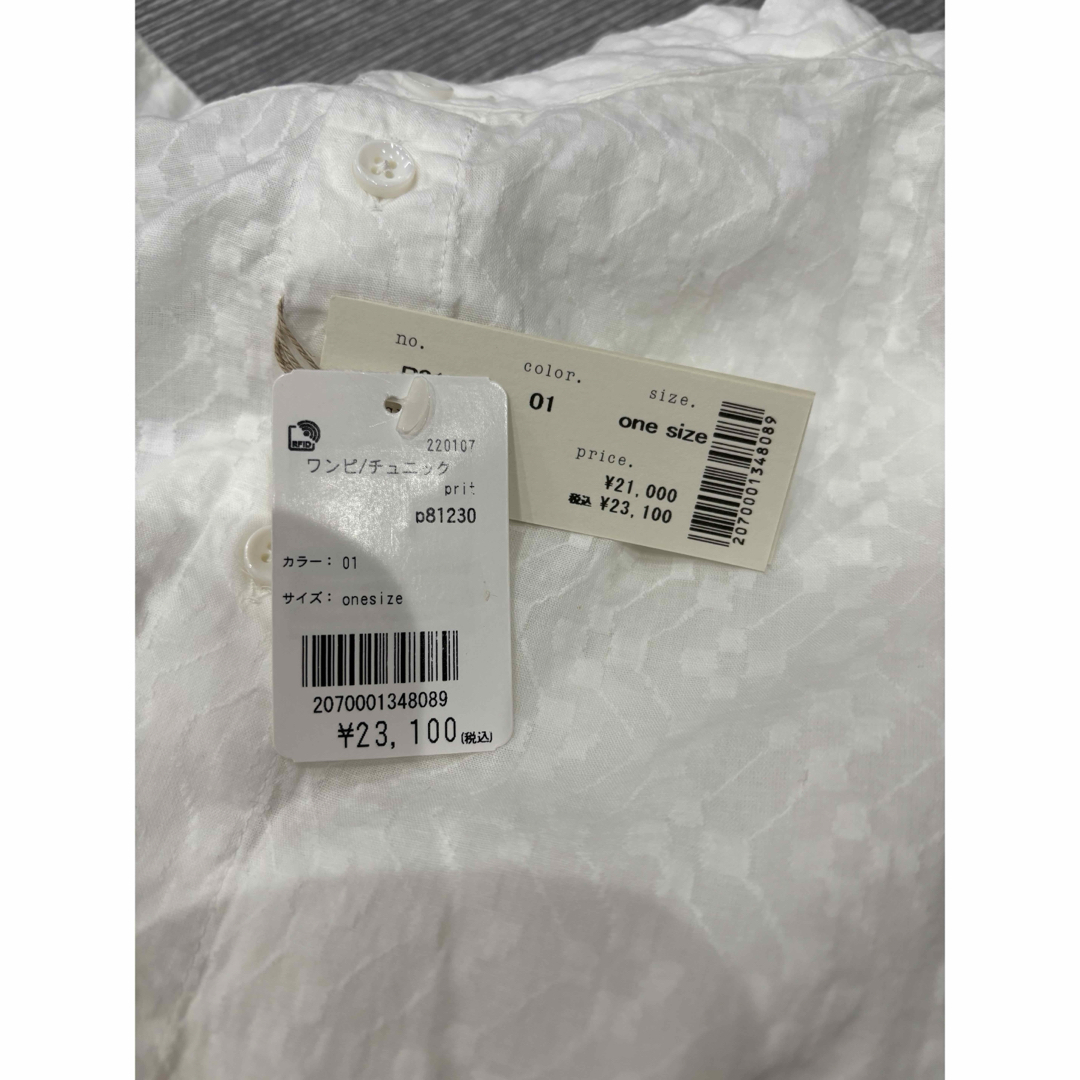 no.
color.
size.
01
one size
price.
¥21,000
税込 ¥23,100
2070001348089
RFID
220107
ワンピ/チュニック
prit
p81230
カラー: 01
サイズ: onesize
2070001348089
¥23,100(税込)